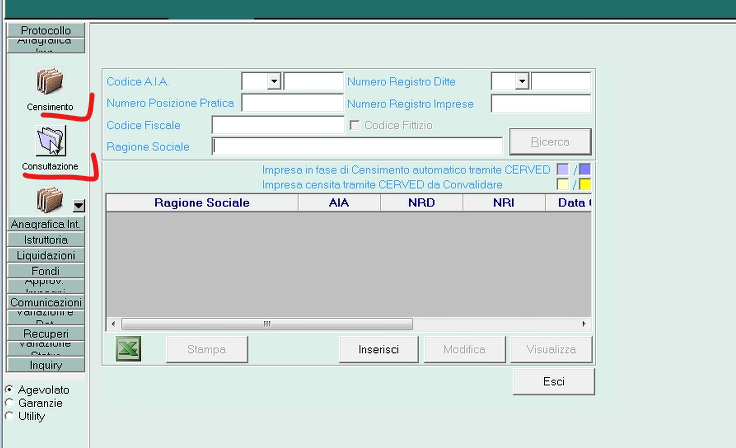 Protocollo
Anagrafica
Censimento
Consultazione
Anagrafica Int.
Istruttoria
Liquidazioni
Fondi
Approv.
Comunicazioni
Variazioni e
Recuperi
Variazione
Inquiry
Agevolato
Garanzie
Utility
Codice A.I.A.
Numero Registro Ditte
Numero Posizione Pratica
Numero Registro Imprese
Codice Fiscale
Codice Fittizio
Ragione Sociale
Ricerca
Impresa in fase di Censimento automatico tramite CERVED /
Impresa censita tramite CERVED da Convalidare /
Ragione Sociale AIA NRD NRI Data
Stampa Inserisci Modifica Visualizza
Esci